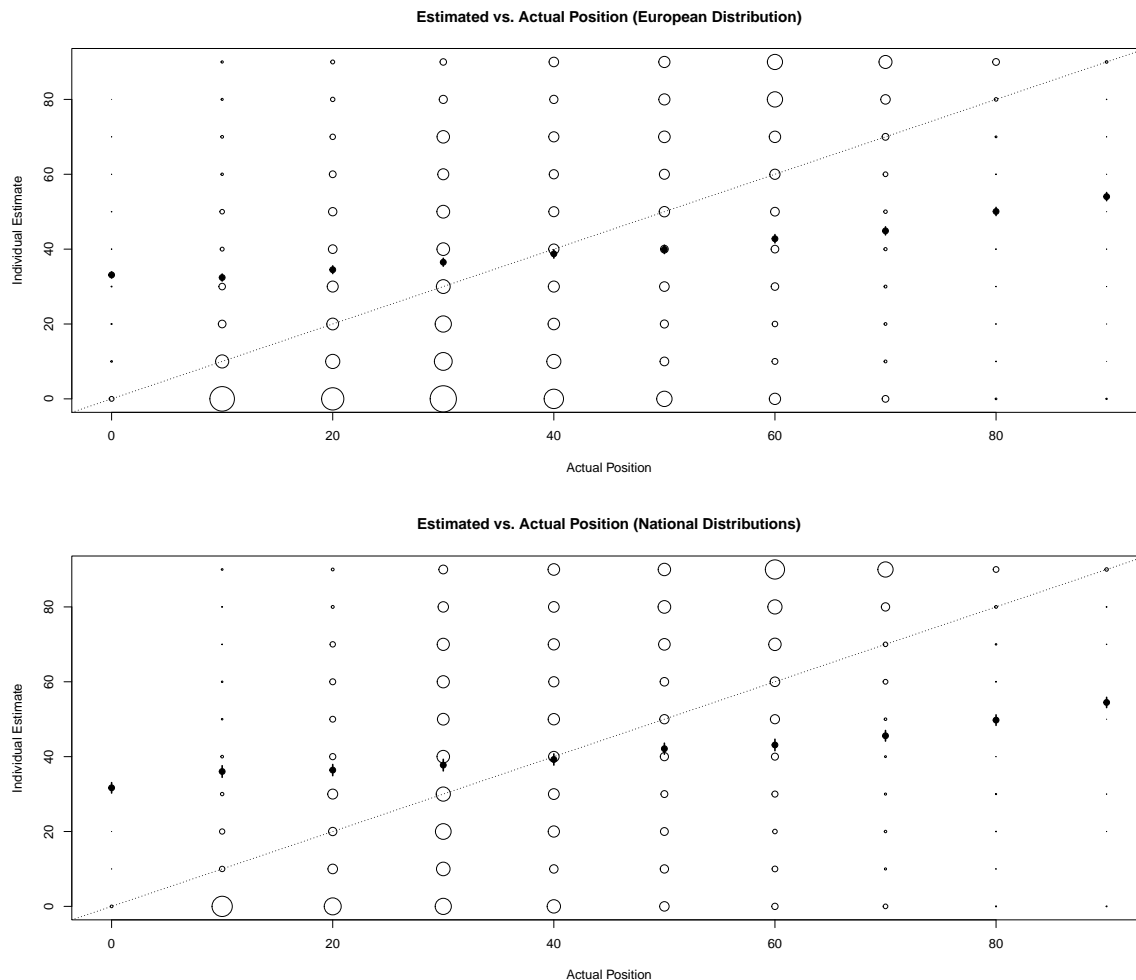 Estimated vs. Actual Position (European Distribution)
Individual Estimate
80
60
40
20
0
0 20 40 60 80
Actual Position
Estimated vs. Actual Position (National Distributions)
Individual Estimate
80
60
40
20
0
0 20 40 60 80
Actual Position